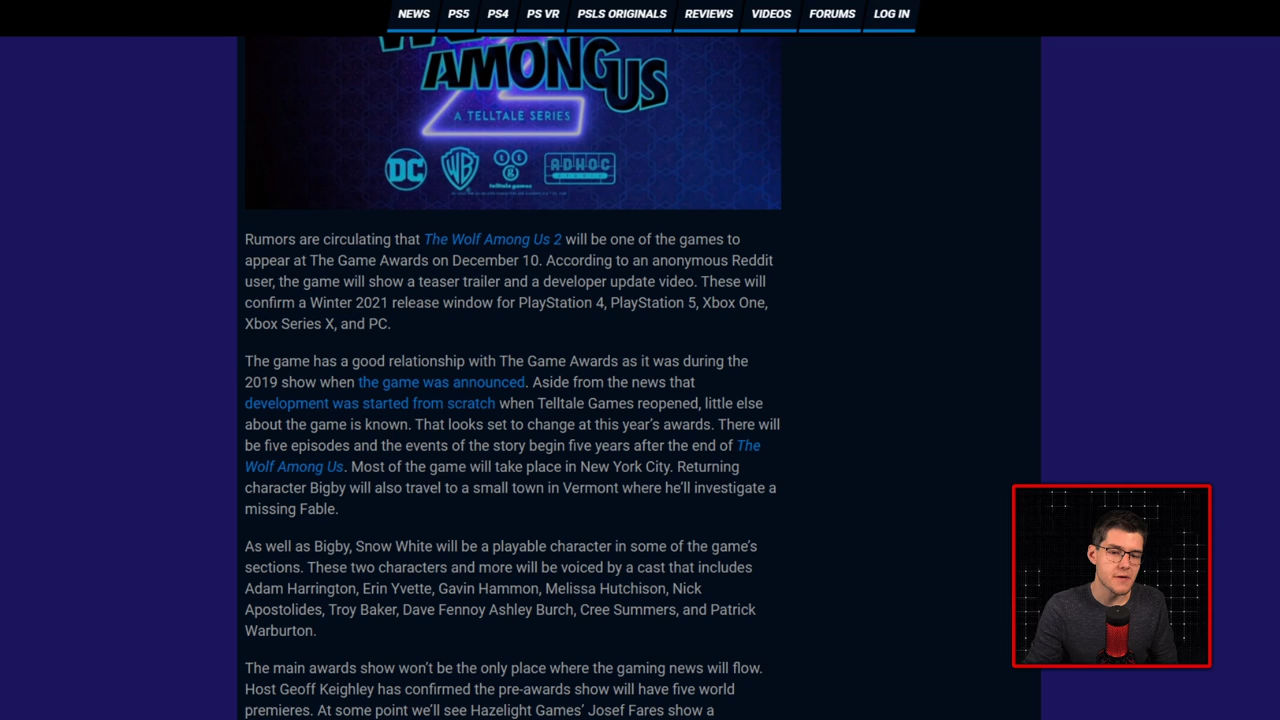 NEWS PS5 PS4 PS VR PSLS ORIGINALS REVIEWS VIDEOS FORUMS LOG IN
AMONG US
A TELLTALE SERIES
DC WB ttg telltale games ADHOC
Rumors are circulating that The Wolf Among Us 2 will be one of the games to
appear at The Game Awards on December 10. According to an anonymous Reddit
user, the game will show a teaser trailer and a developer update video. These will
confirm a Winter 2021 release window for PlayStation 4, PlayStation 5, Xbox One,
Xbox Series X, and PC.
The game has a good relationship with The Game Awards as it was during the
2019 show when the game was announced. Aside from the news that
development was started from scratch when Telltale Games reopened, little else
about the game is known. That looks set to change at this year's awards. There will
be five episodes and the events of the story begin five years after the end of The
Wolf Among Us. Most of the game will take place in New York City. Returning
character Bigby will also travel to a small town in Vermont where he'll investigate a
missing Fable.
As well as Bigby, Snow White will be a playable character in some of the game's
sections. These two characters and more will be voiced by a cast that includes
Adam Harrington, Erin Yvette, Gavin Hammon, Melissa Hutchison, Nick
Apostolides, Troy Baker, Dave Fennoy Ashley Burch, Cree Summers, and Patrick
Warburton.
The main awards show won't be the only place where the gaming news will flow.
Host Geoff Keighley has confirmed the pre-awards show will have five world
premieres. At some point we'll see Hazelight Games' Josef Fares show a